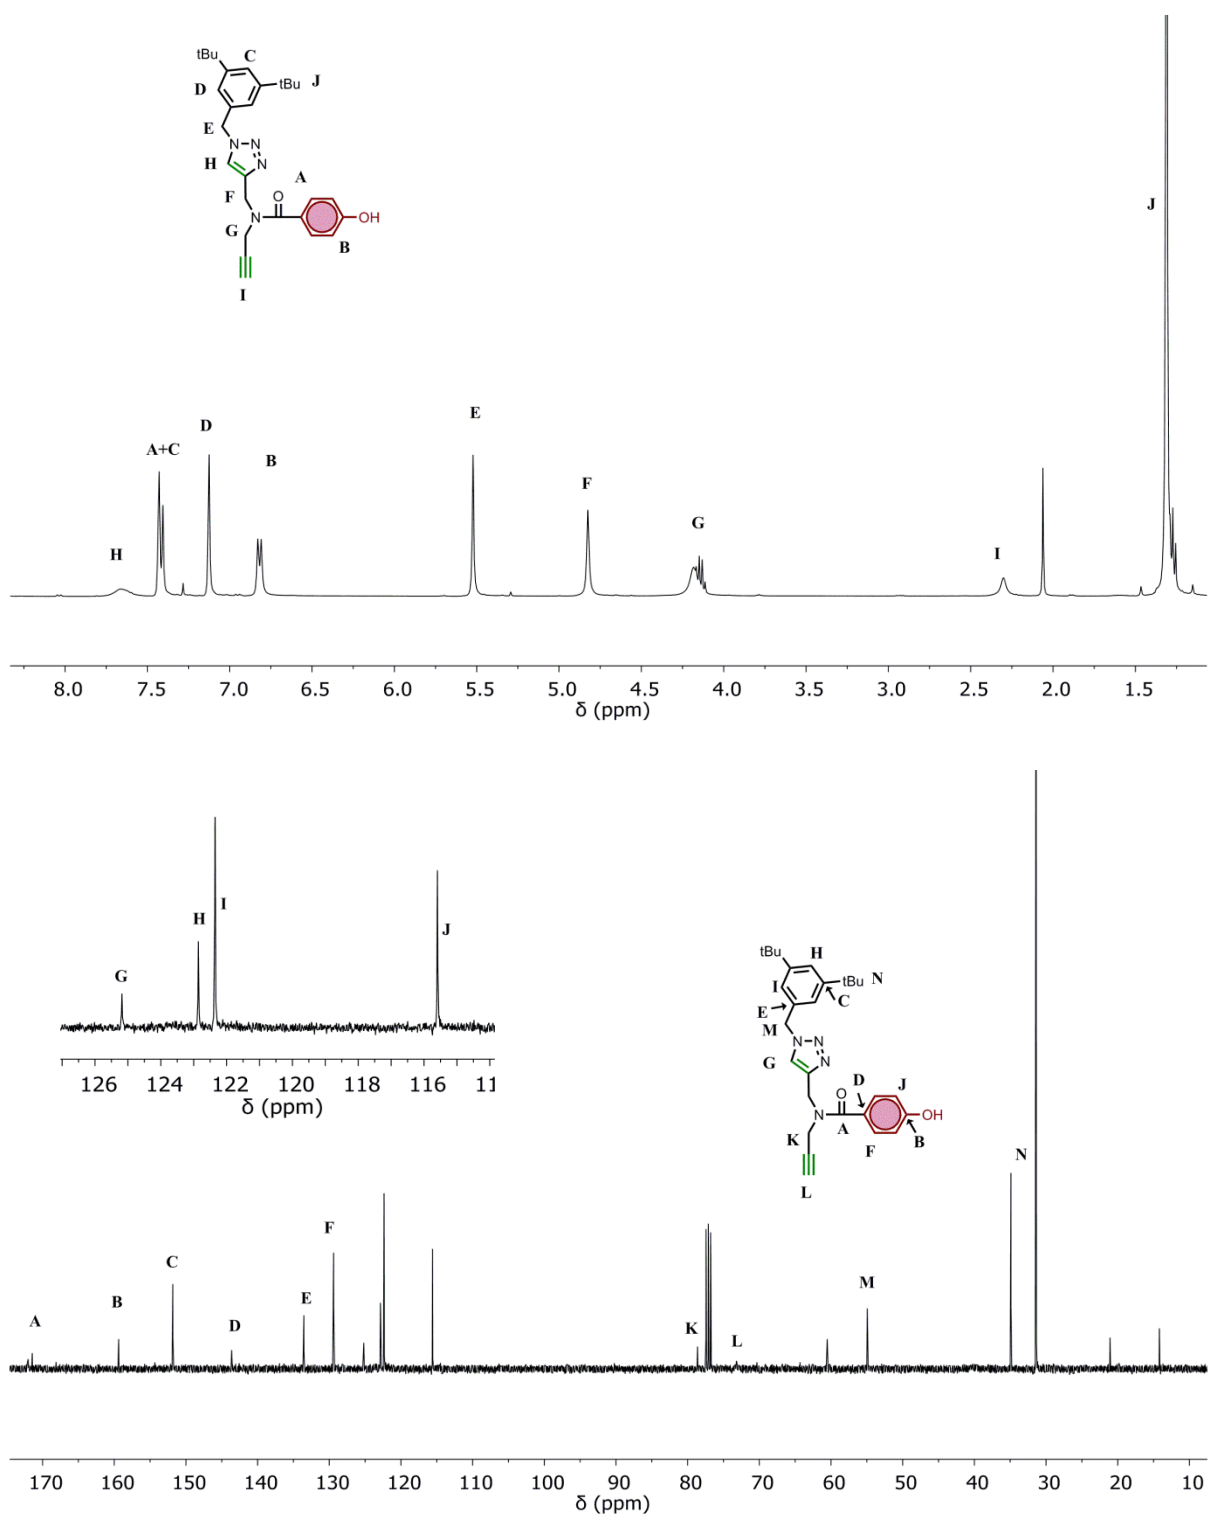 tBu
C
tBu
J
D
E
N
N
N
H
A
F
O
N
OH
G
B
I
J
E
D
A+C
B
F
G
H
I
8.0 7.5 7.0 6.5 6.0 5.5 5.0 4.5 4.0 3.5 3.0 2.5 2.0 1.5
δ (ppm)
I
H
J
G
126 124 122 120 118 116 11
δ (ppm)
tBu
H
I
tBu
N
E
C
M
N
N
N
G
D
J
O
N
OH
K
A
F
B
L
N
F
C
M
B
E
A
D
K
L
170 160 150 140 130 120 110 100 90 80 70 60 50 40 30 20 10
δ (ppm)